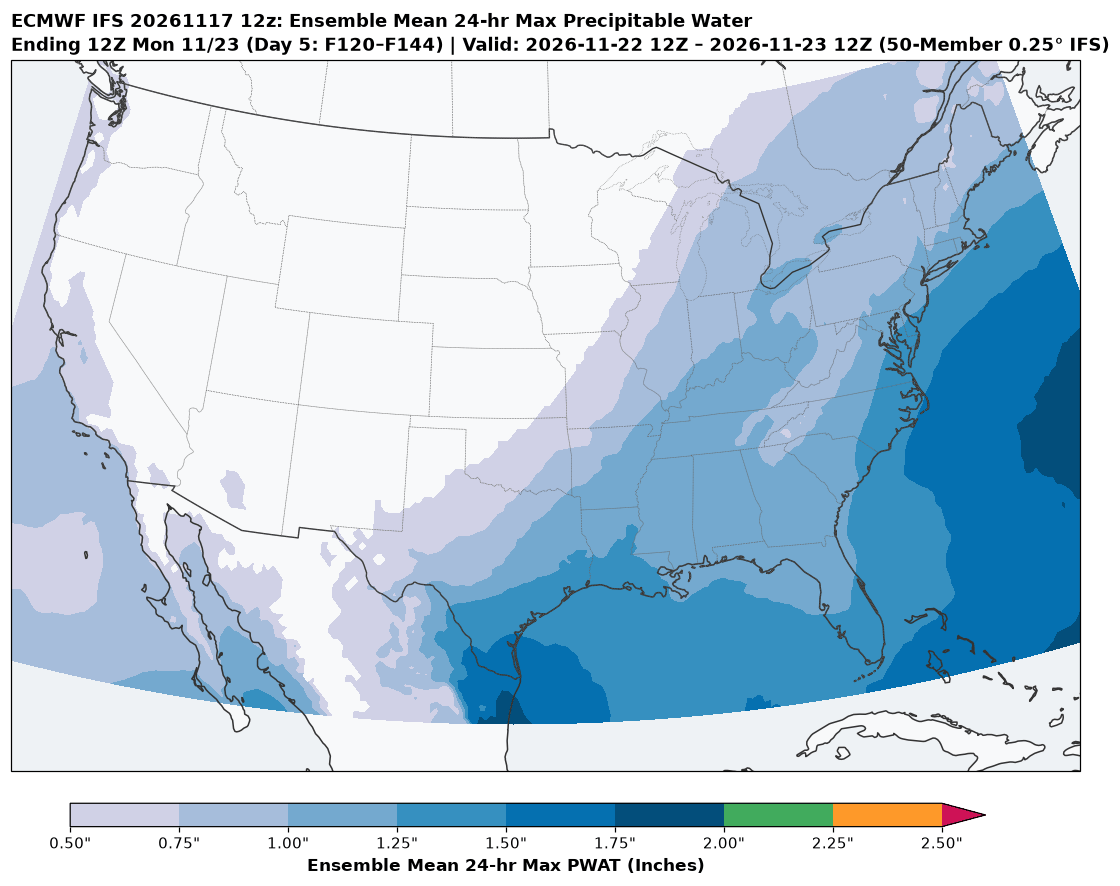 ECMWF IFS 20261117 12z: Ensemble Mean 24-hr Max Precipitable Water
Ending 12Z Mon 11/23 (Day 5: F120–F144) | Valid: 2026-11-22 12Z – 2026-11-23 12Z (50-Member 0.25° IFS)
0.50" 0.75" 1.00" 1.25" 1.50" 1.75" 2.00" 2.25" 2.50"
Ensemble Mean 24-hr Max PWAT (Inches)